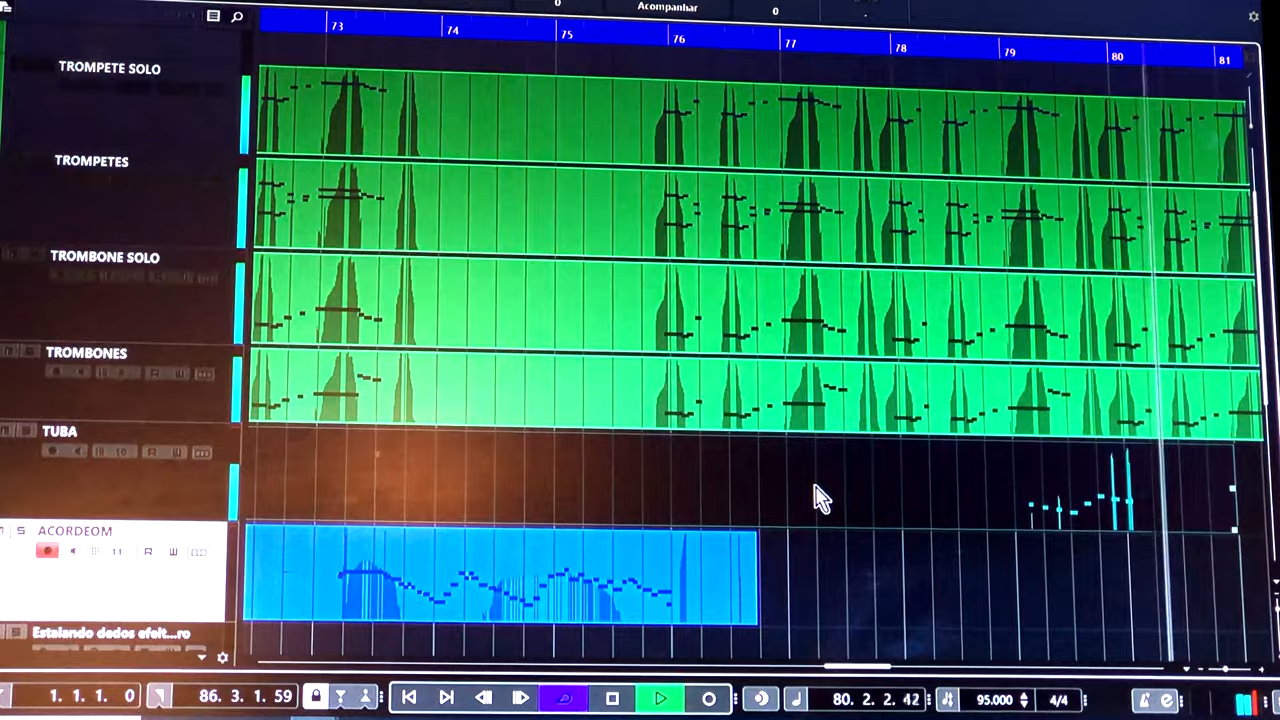 Acompanhar
0
0
73 74 75 76 77 78 79 80 81
TROMPETE SOLO
TROMPETES
TROMBONE SOLO
TROMBONES
R
TUBA
10 R
S ACORDEOM
11 R
Estalando dedos efeit...ro
1. 1. 1. 0
86. 3. 1. 59
80. 2. 2. 42
95.000
4/4